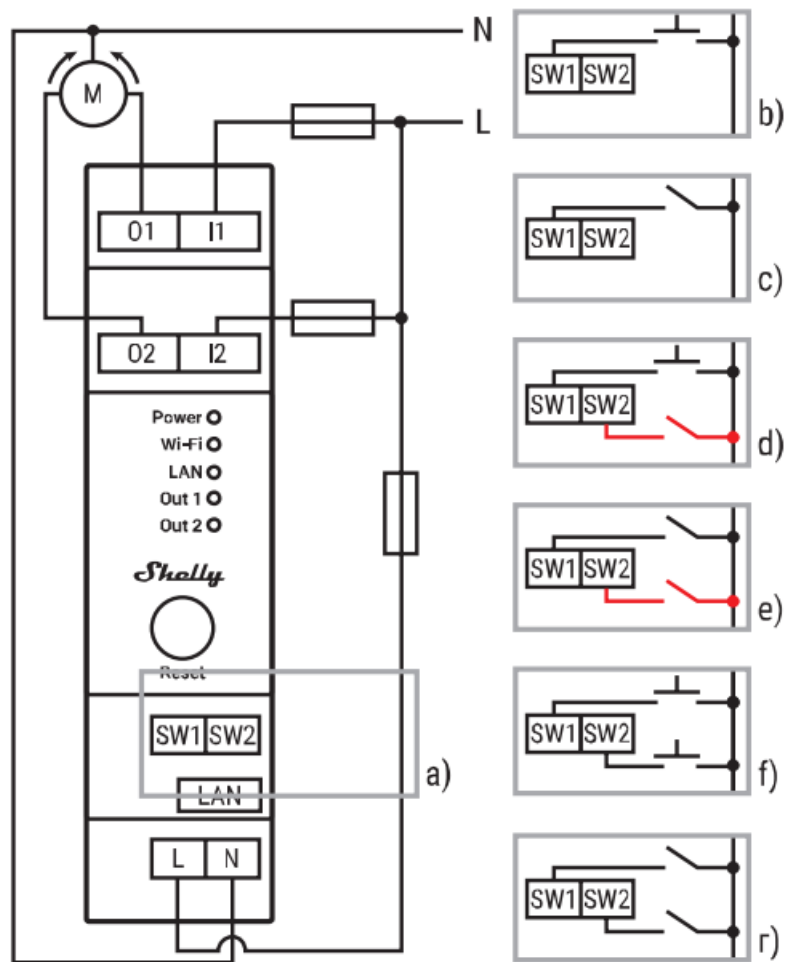 N
M
L
O1 I1
O2 I2
Power
Wi-Fi
LAN
Out 1
Out 2
Shelly
Reset
SW1 SW2
LAN
a)
L N
SW1 SW2
b)
SW1 SW2
c)
SW1 SW2
d)
SW1 SW2
e)
SW1 SW2
f)
SW1 SW2
r)